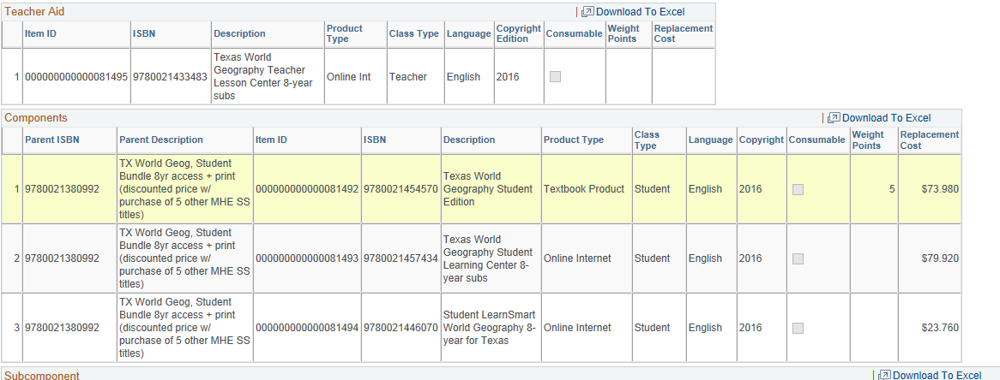 Teacher Aid | Download To Excel
Item ID ISBN Description Product Type Class Type Language Copyright Edition Consumable Weight Points Replacement Cost
1 000000000000081495 9780021433483 Texas World Geography Teacher Lesson Center 8-year subs Online Int Teacher English 2016
Components | Download To Excel
Parent ISBN Parent Description Item ID ISBN Description Product Type Class Type Language Copyright Consumable Weight Points Replacement Cost
1 9780021380992 TX World Geog, Student Bundle 8yr access + print (discounted price w/ purchase of 5 other MHE SS titles) 000000000000081492 9780021454570 Texas World Geography Student Edition Textbook Product Student English 2016 5 $73.980
2 9780021380992 TX World Geog, Student Bundle 8yr access + print (discounted price w/ purchase of 5 other MHE SS titles) 000000000000081493 9780021457434 Texas World Geography Student Learning Center 8-year subs Online Internet Student English 2016 $79.920
3 9780021380992 TX World Geog, Student Bundle 8yr access + print (discounted price w/ purchase of 5 other MHE SS titles) 000000000000081494 9780021446070 Student LearnSmart World Geography 8-year for Texas Online Internet Student English 2016 $23.760
Subcomponent | Download To Excel